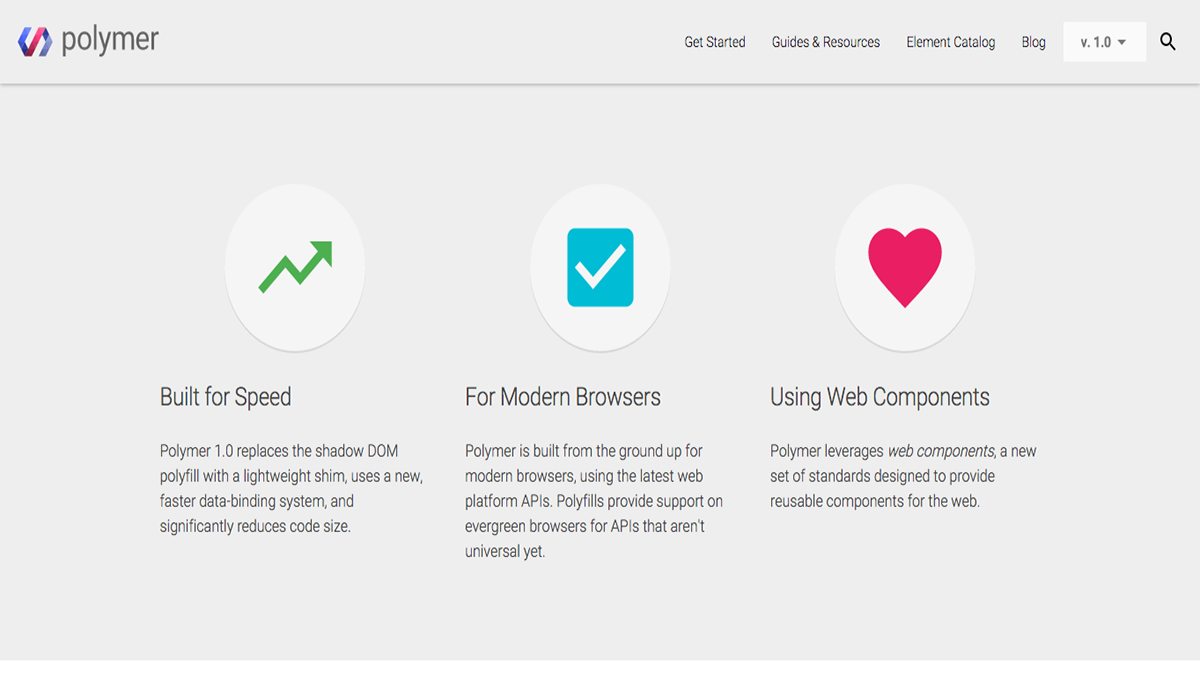 polymer
Get Started
Guides & Resources
Element Catalog
Blog
v. 1.0
Built for Speed
Polymer 1.0 replaces the shadow DOM
polyfill with a lightweight shim, uses a new,
faster data-binding system, and
significantly reduces code size.
For Modern Browsers
Polymer is built from the ground up for
modern browsers, using the latest web
platform APIs. Polyfills provide support on
evergreen browsers for APIs that aren't
universal yet.
Using Web Components
Polymer leverages web components, a new
set of standards designed to provide
reusable components for the web.